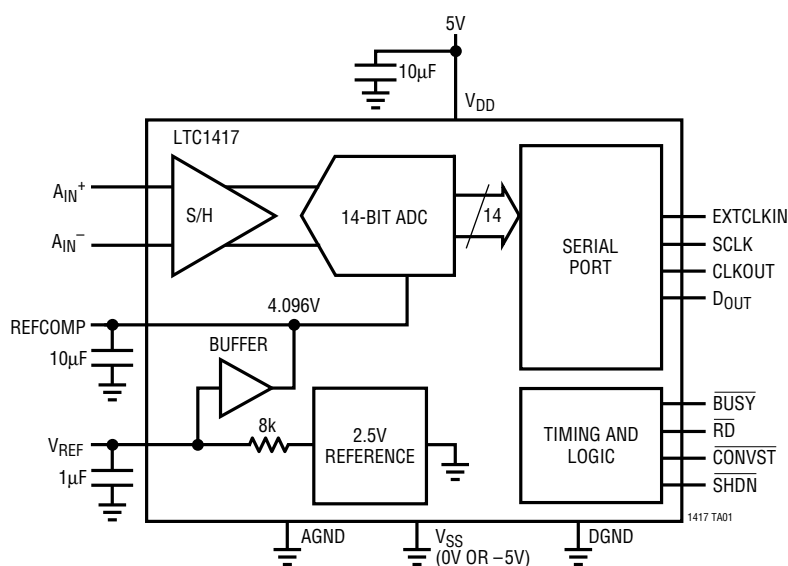 5V
10µF
VDD
LTC1417
AIN+
S/H
14-BIT ADC
14
AIN–
SERIAL
PORT
EXTCLKIN
SCLK
CLKOUT
DOUT
4.096V
REFCOMP
10µF
BUFFER
8k
VREF
1µF
2.5V
REFERENCE
TIMING AND
LOGIC
BUSY
RD
CONVST
SHDN
1417 TA01
AGND
VSS
(0V OR –5V)
DGND